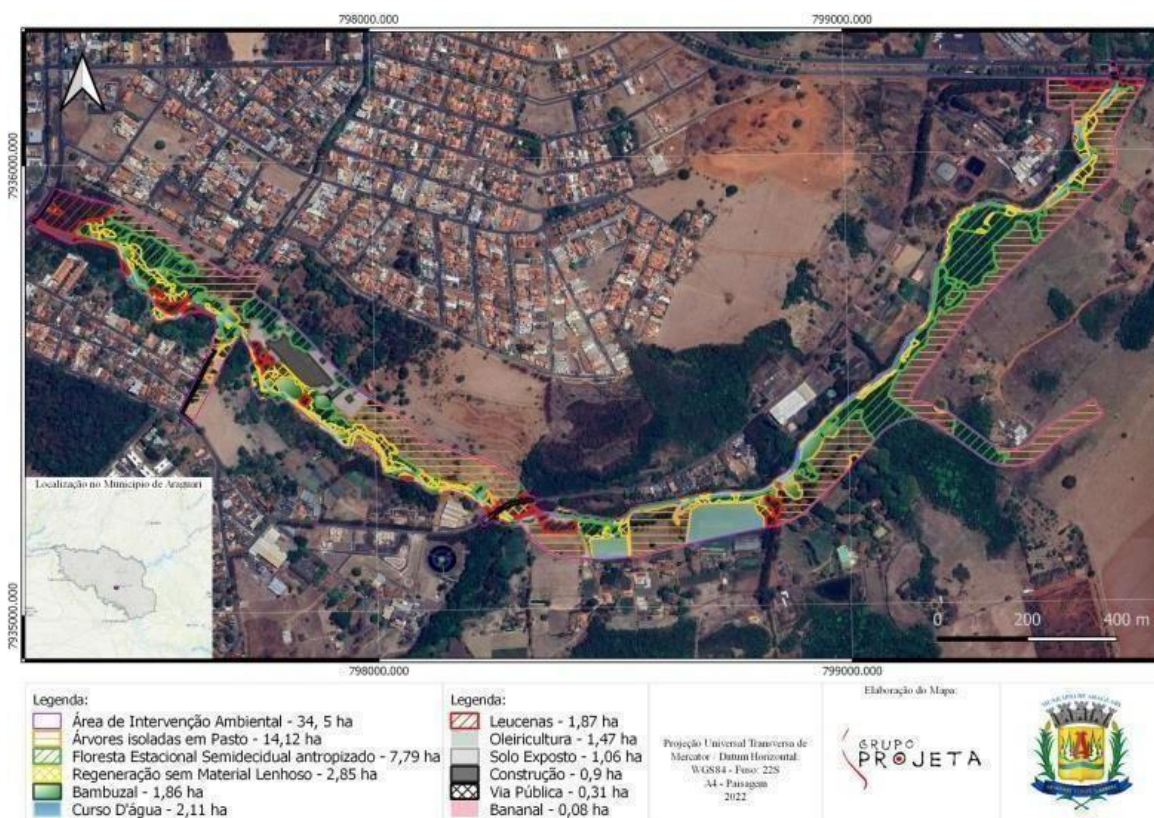 798000.000
799000.000
7936000.000
7935000.000
Localização no Município de Araguari
0 200 400 m
798000.000
799000.000
Legenda:
Área de Intervenção Ambiental - 34, 5 ha
Árvores isoladas em Pasto - 14,12 ha
Floresta Estacional Semidecidual antropizado - 7,79 ha
Regeneração sem Material Lenhoso - 2,85 ha
Bambuzal - 1,86 ha
Curso D'água - 2,11 ha
Legenda:
Leucenas - 1,87 ha
Oleiricultura - 1,47 ha
Solo Exposto - 1,06 ha
Construção - 0,9 ha
Via Pública - 0,31 ha
Bananal - 0,08 ha
Projeção Universal Transversa de
Mercator / Datum Horizontal:
WGS84 - Fuso: 22S
A4 - Paisagem
2022
Elaboração do Mapa:
GRUPO
PROJETA
MUNICIPIO DE ARAGUARI